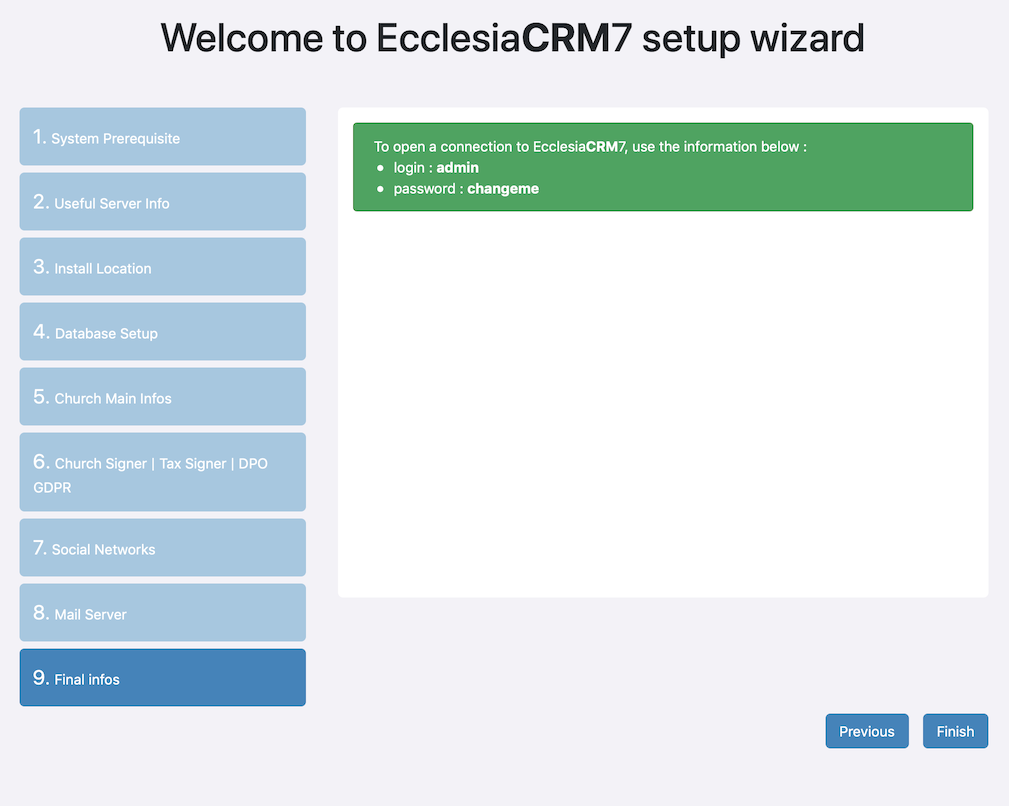 Welcome to EcclesiaCRM7 setup wizard
1. System Prerequisite
2. Useful Server Info
3. Install Location
4. Database Setup
5. Church Main Infos
6. Church Signer | Tax Signer | DPO
GDPR
7. Social Networks
8. Mail Server
9. Final infos
To open a connection to EcclesiaCRM7, use the information below :
• login : admin
• password : changeme
Previous
Finish